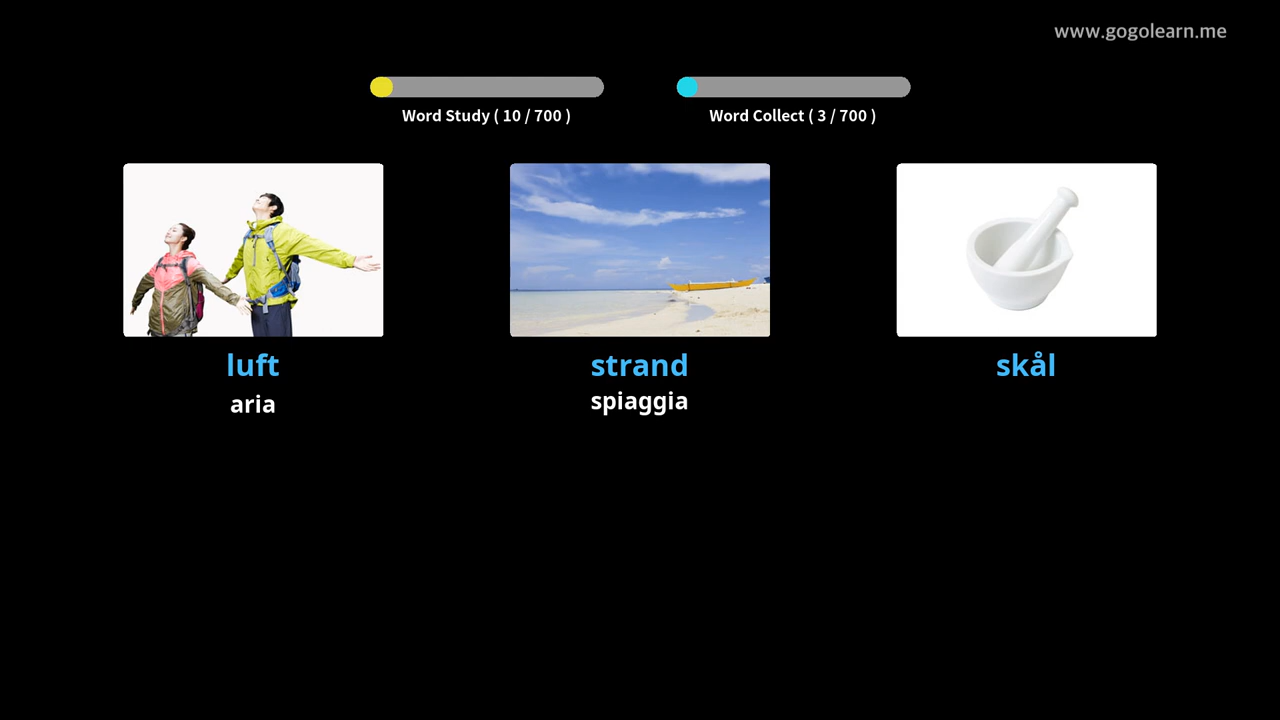 www.gogolearn.me
Word Study ( 10 / 700 )
Word Collect ( 3 / 700 )
luft
strand
skål
aria
spiaggia